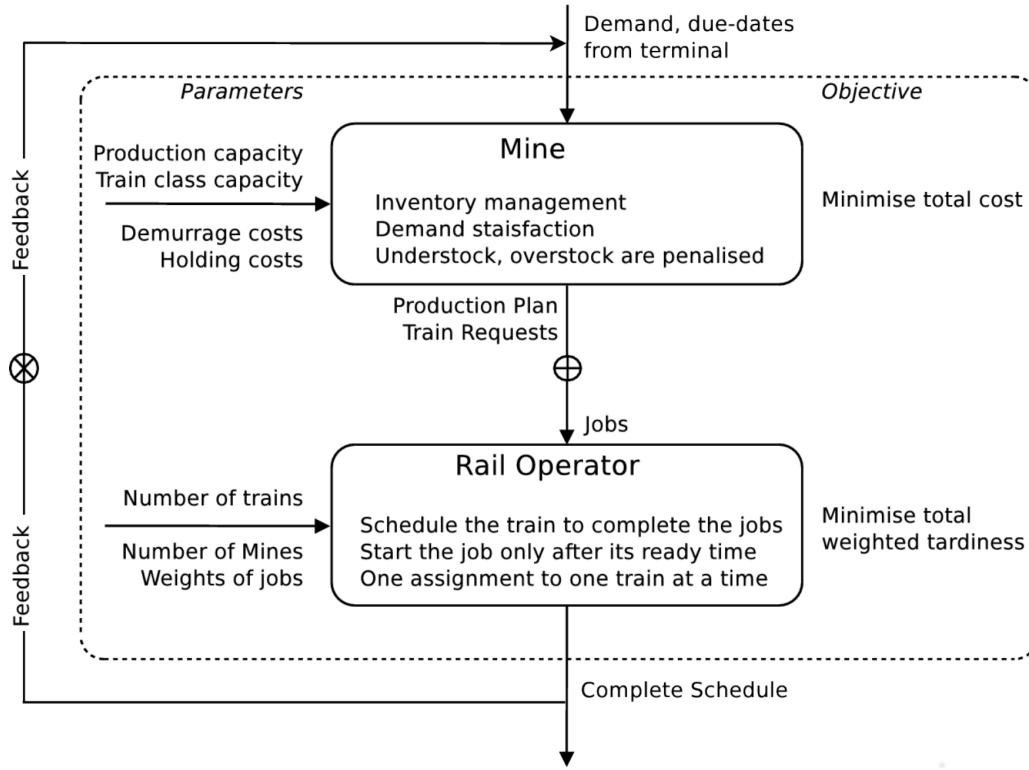 Demand, due-dates
from terminal
Parameters
Objective
Production capacity
Train class capacity
Demurrage costs
Holding costs
Mine
Inventory management
Demand staisfaction
Understock, overstock are penalised
Minimise total cost
Feedback
Production Plan
Train Requests
Jobs
Number of trains
Number of Mines
Weights of jobs
Rail Operator
Schedule the train to complete the jobs
Start the job only after its ready time
One assignment to one train at a time
Minimise total
weighted tardiness
Feedback
Complete Schedule